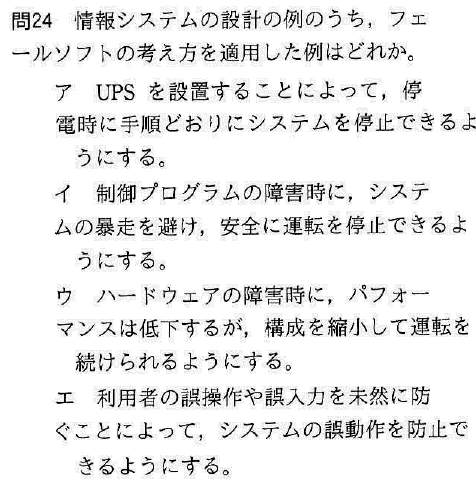 問24 情報システムの設計の例のうち，フェ
ールソフトの考え方を適用した例はどれか。
ア UPS を設置することによって，停
電時に手順どおりにシステムを停止できるよ
うにする。
イ 制御プログラムの障害時に，システ
ムの暴走を避け，安全に運転を停止できるよ
うにする。
ウ ハードウェアの障害時に，パフォー
マンスは低下するが，構成を縮小して運転を
続けられるようにする。
エ 利用者の誤操作や誤入力を未然に防
ぐことによって，システムの誤動作を防止で
きるようにする。